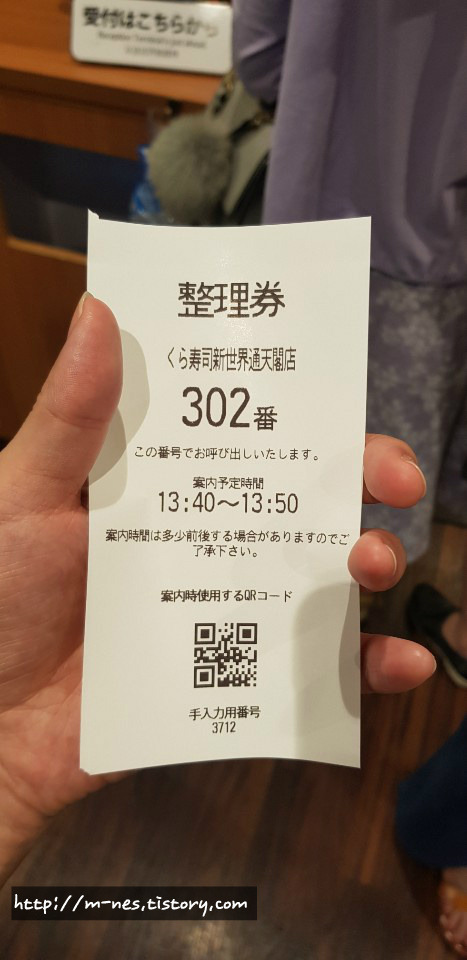 受付はこちらから
整理券
くら寿司新世界通天閣店
302番
この番号でお呼び出しいたします。
案内予定時間
13:40～13:50
案内時間は多少前後する場合がありますのでご
了承下さい。
案内時使用するQRコード
手入力用番号
3712
http://m-nes.tistory.com